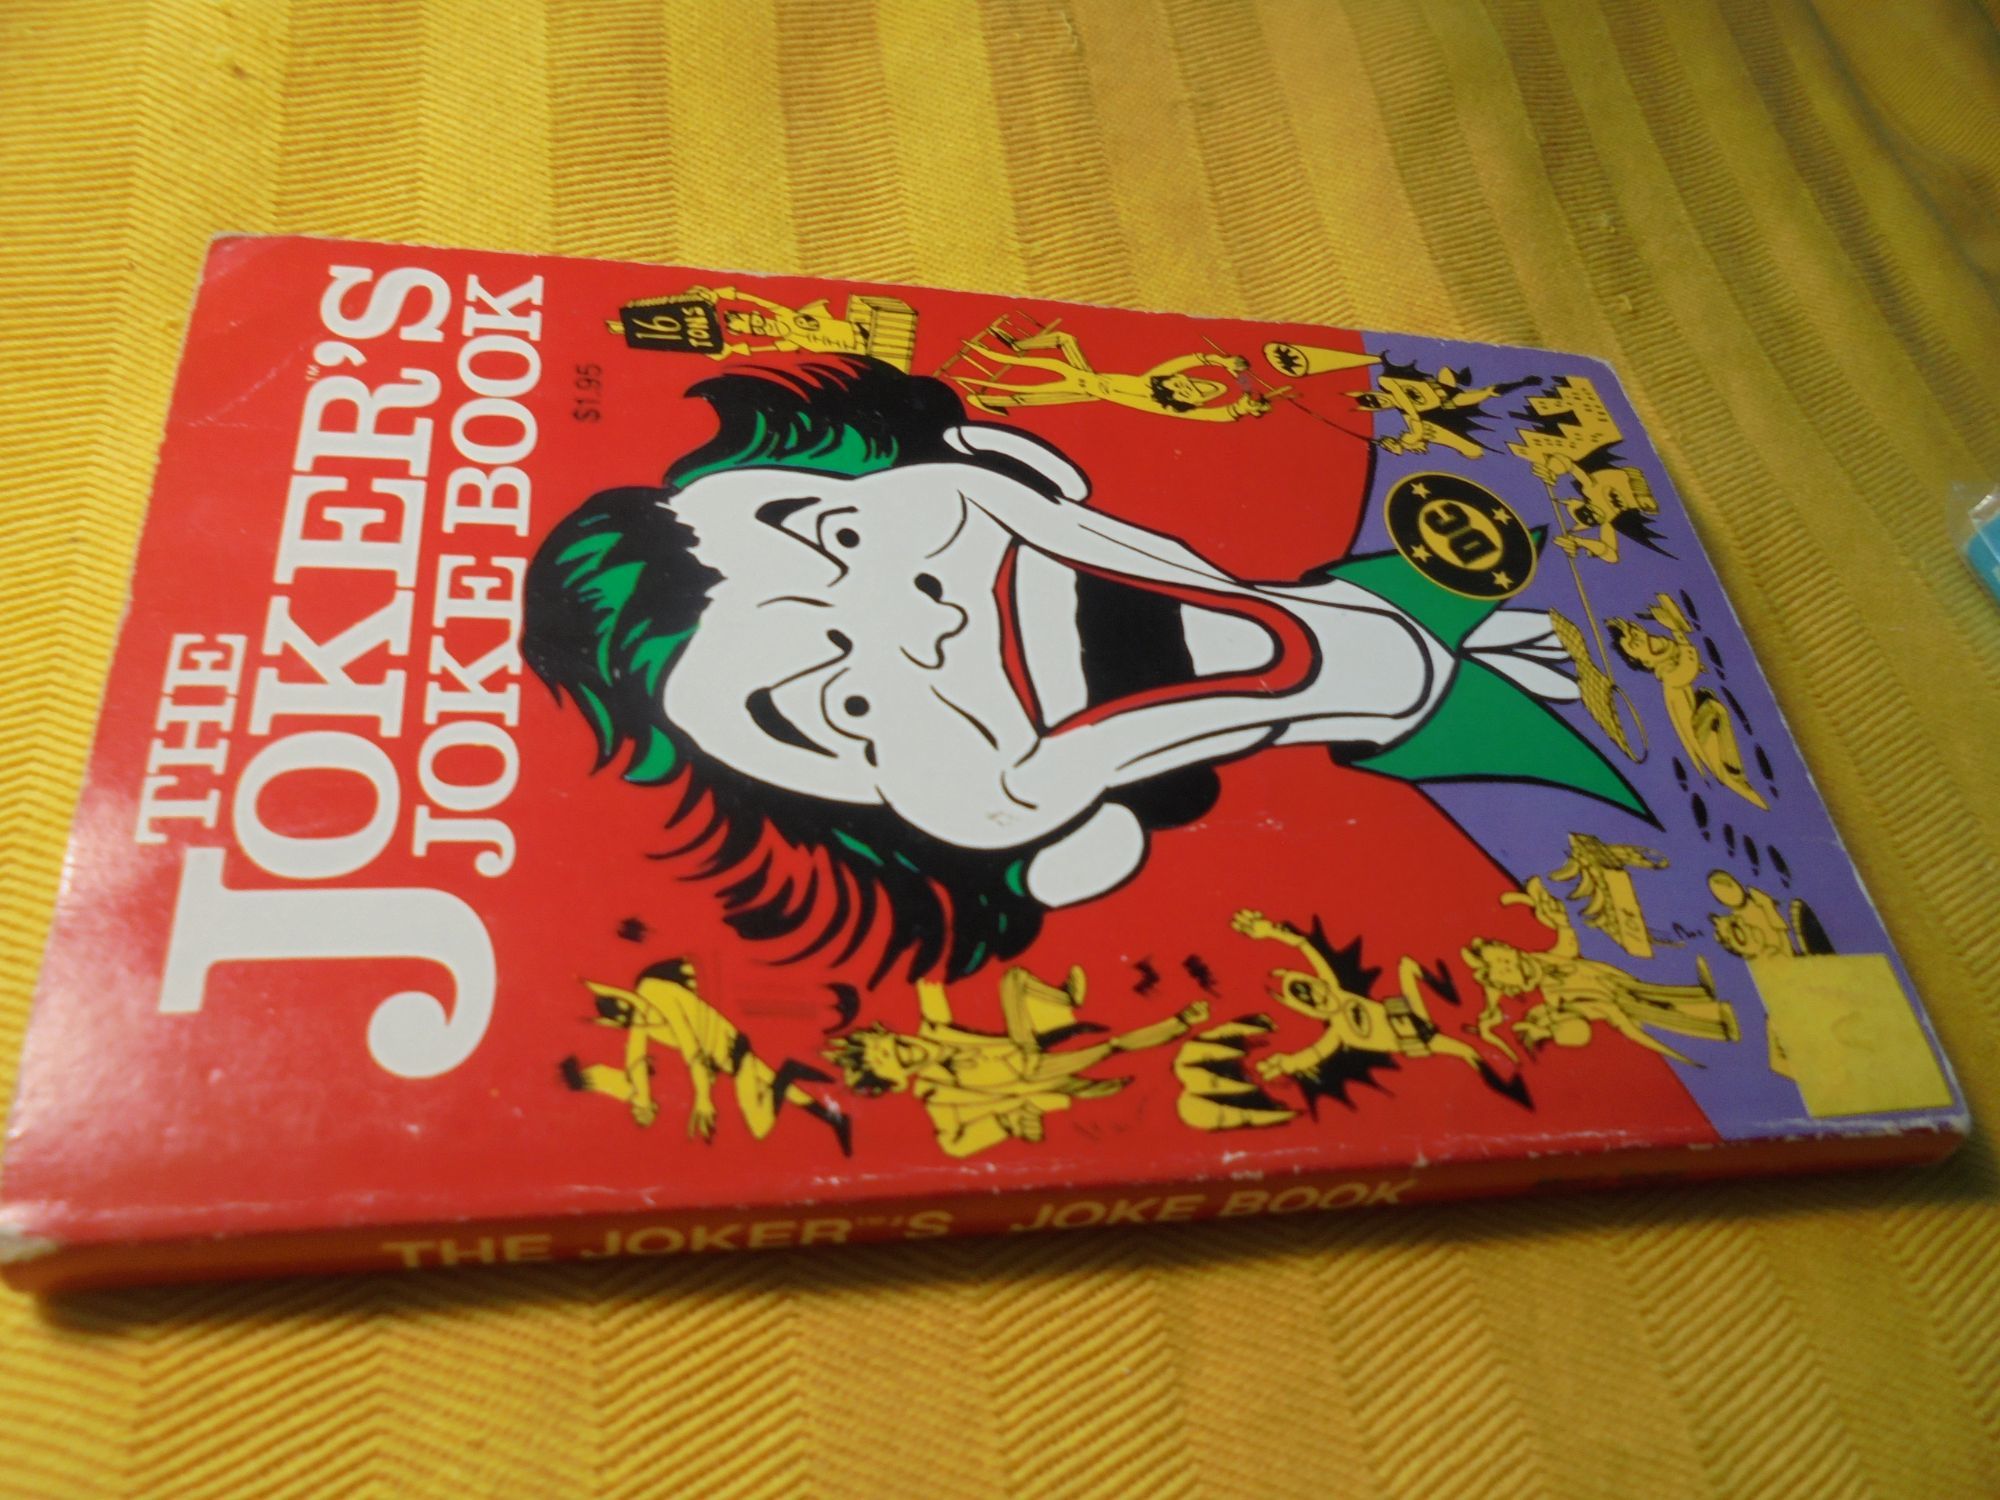 THE
JOKER™'S
JOKE BOOK
$1.95
16
TONS
DC
THE JOKER™'S JOKE BOOK